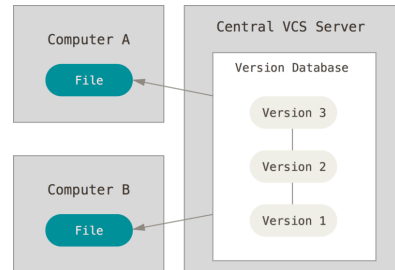 Computer A
File
Computer B
File
Central VCS Server
Version Database
Version 3
Version 2
Version 1